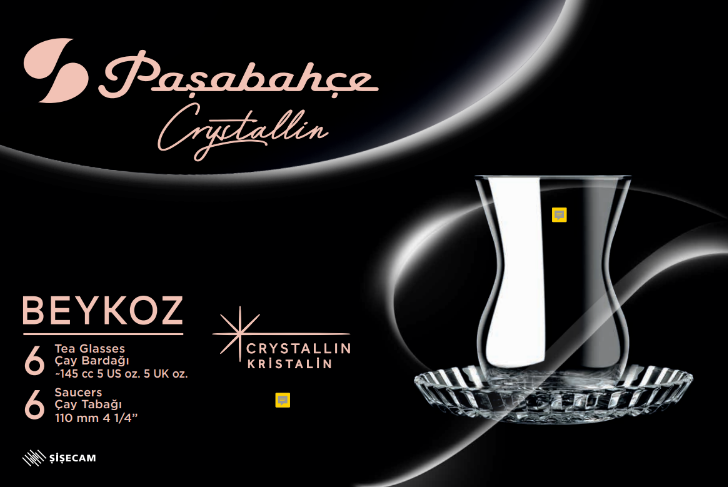 Paşabahçe
Crystallin
BEYKOZ
6 Tea Glasses
Çay Bardağı
~145 cc 5 US oz. 5 UK oz.
6 Saucers
Çay Tabağı
110 mm 4 1/4”
CRYSTALLIN
KRİSTALİN
ŞİŞECAM